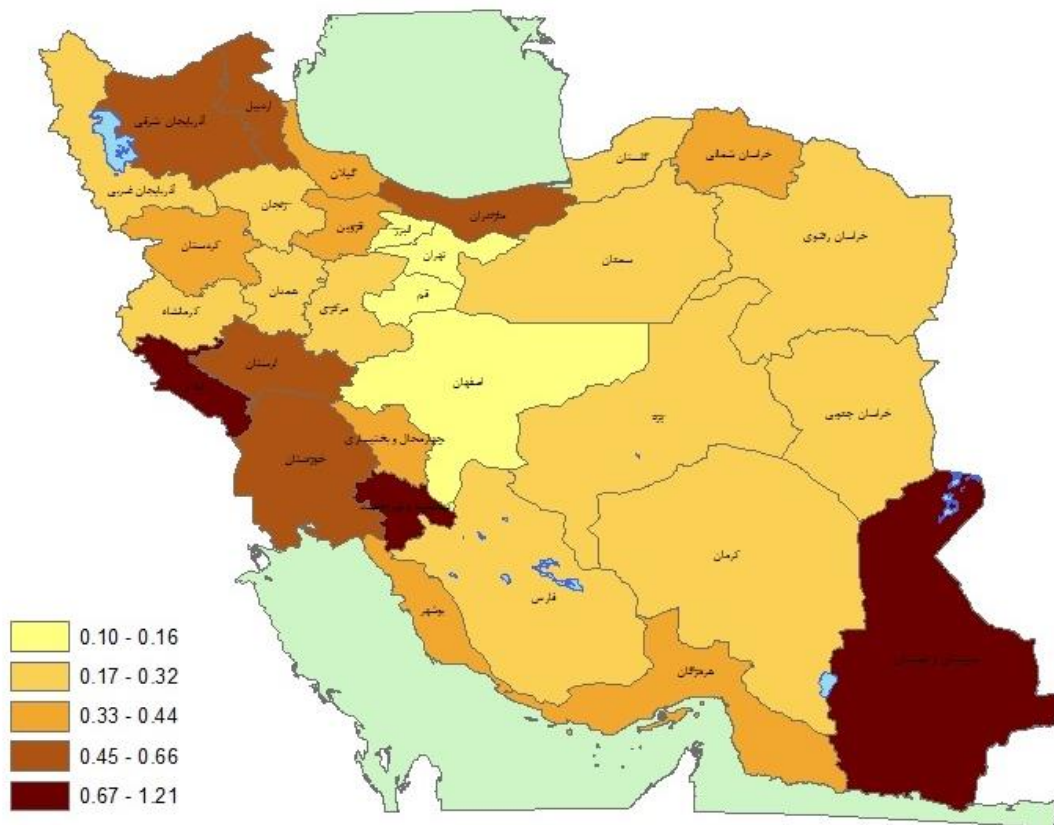 اردبیل
آذربایجان شرقی
گیلان
گلستان
خراسان شمالی
آذربایجان غربی
زنجان
مازندران
قزوین
البرز
خراسان رضوی
کردستان
تهران
سمنان
همدان
قم
کرمانشاه
مرکزی
لرستان
اصفهان
خراسان جنوبی
یزد
چهارمحال و بختیاری
خوزستان
کرمان
فارس
بوشهر
هرمزگان
سیستان و بلوچستان
0.10 - 0.16
0.17 - 0.32
0.33 - 0.44
0.45 - 0.66
0.67 - 1.21